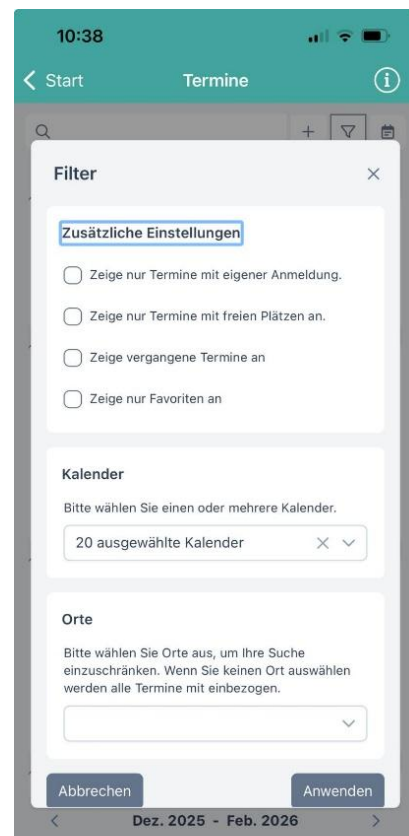 10:38
Start Termine
Filter
Zusätzliche Einstellungen
Zeige nur Termine mit eigener Anmeldung.
Zeige nur Termine mit freien Plätzen an.
Zeige vergangene Termine an
Zeige nur Favoriten an
Kalender
Bitte wählen Sie einen oder mehrere Kalender.
20 ausgewählte Kalender
Orte
Bitte wählen Sie Orte aus, um Ihre Suche
einzuschränken. Wenn Sie keinen Ort auswählen
werden alle Termine mit einbezogen.
Abbrechen Anwenden
Dez. 2025 - Feb. 2026